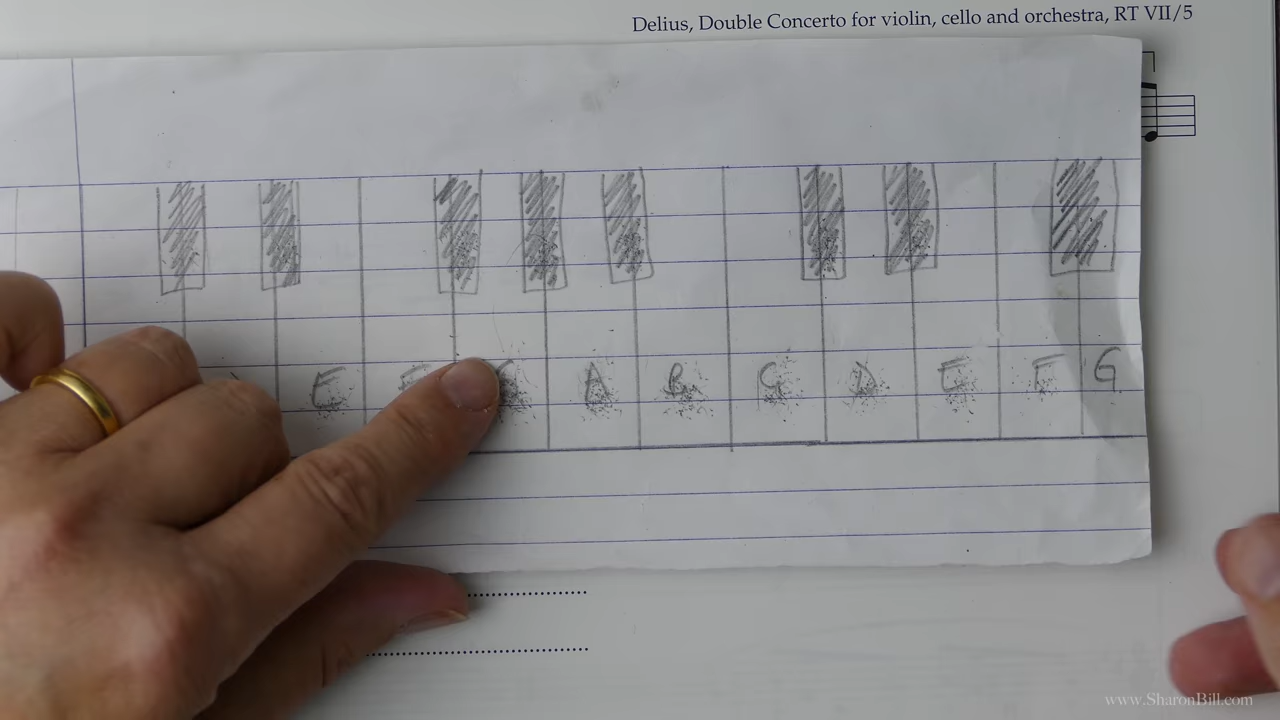 Delius, Double Concerto for violin, cello and orchestra, RT VII/5
E A B C D E F G
www.SharonBill.com